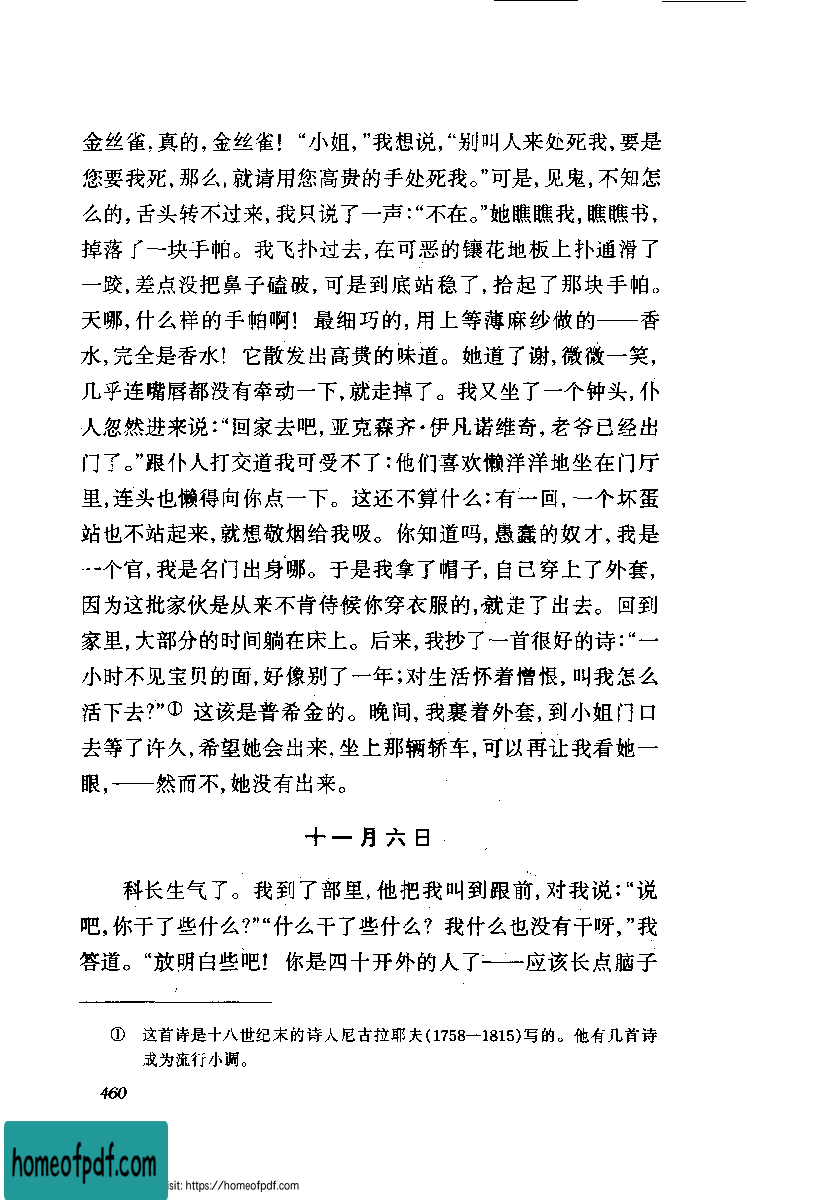 金丝雀,真的,金丝雀! “小姐,”我想说,“别叫人来处死我,要是
您要我死,那么,就请用您高贵的手处死我。”可是,见鬼,不知怎
么的,舌头转不过来,我只说了一声:“不在。”她瞧瞧我,瞧瞧书,
掉落了一块手帕。我飞扑过去,在可恶的镶花地板上扑通滑了
一跤,差点没把鼻子磕破,可是到底站稳了,拾起了那块手帕。
天哪,什么样的手帕啊! 最细巧的,用上等薄麻纱做的——香
水,完全是香水! 它散发出高贵的味道。她道了谢,微微一笑,
几乎连嘴唇都没有牵动一下,就走掉了。我又坐了一个钟头,仆
人忽然进来说:“回家去吧,亚克森齐·伊凡诺维奇,老爷已经出
门了。”跟仆人打交道我可受不了:他们喜欢懒洋洋地坐在门厅
里,连头也懒得向你点一下。这还不算什么:有一回,一个坏蛋
站也不站起来,就想敬烟给我吸。你知道吗,愚蠢的奴才,我是
一个官,我是名门出身哪。于是我拿了帽子,自己穿上了外套,
因为这批家伙是从来不肯侍候你穿衣服的,就走了出去。回到
家里,大部分的时间躺在床上。后来,我抄了一首很好的诗:“一
小时不见宝贝的面,好像别了一年;对生活怀着憎恨,叫我怎么
活下去?”① 这该是普希金的。晚间,我裹着外套,到小姐门口
去等了许久,希望她会出来,坐上那辆轿车,可以再让我看她一
眼,——然而不,她没有出来。
十一月六日
科长生气了。我到了部里,他把我叫到跟前,对我说:“说
吧,你干了些什么?”“什么干了些什么? 我什么也没有干呀,”我
答道。“放明白些吧! 你是四十开外的人了——应该长点脑子
① 这首诗是十八世纪末的诗人尼古拉耶夫(1758—1815)写的。他有几首诗
成为流行小调。
460
homeofpdf.com
isit: https://homeofpdf.com